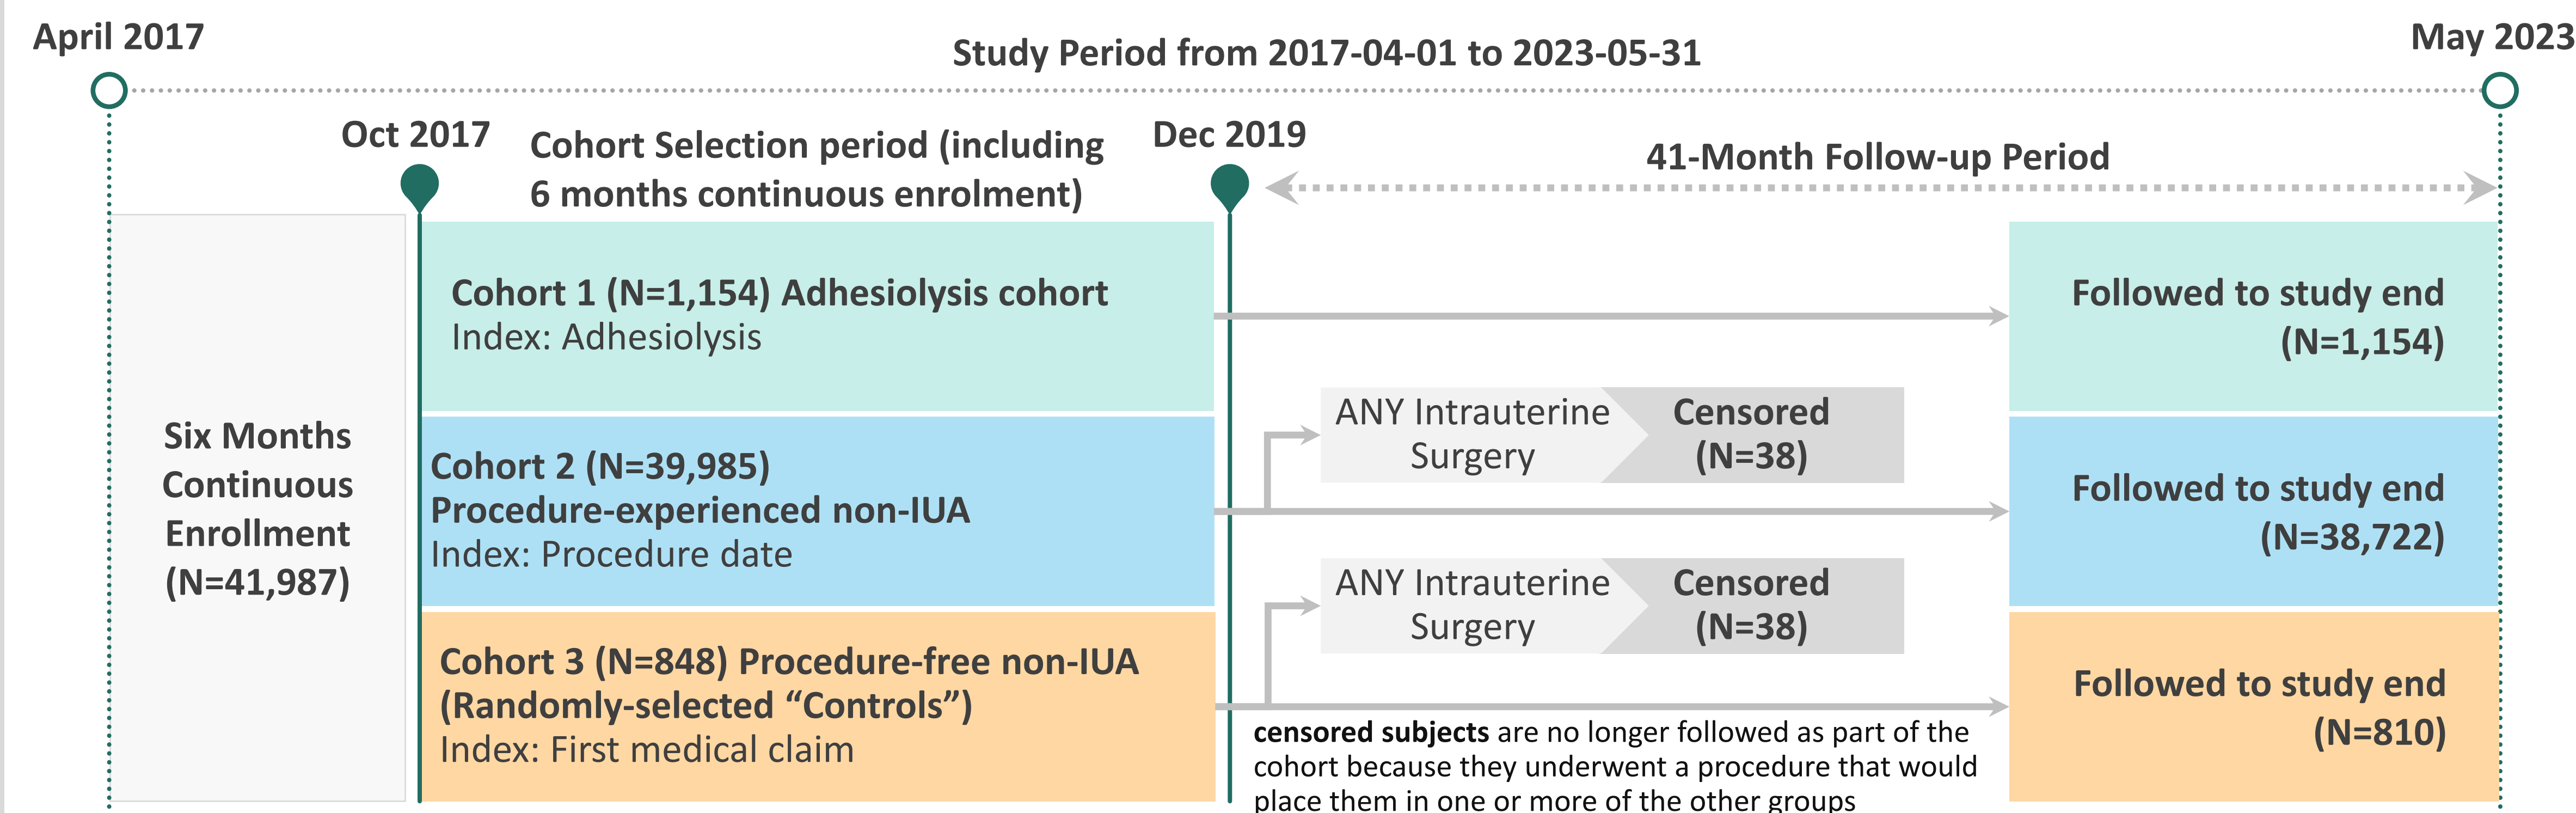 April 2017
Study Period from 2017-04-01 to 2023-05-31
May 2023
Oct 2017
Cohort Selection period (including
6 months continuous enrolment)
Dec 2019
41-Month Follow-up Period
Six Months
Continuous
Enrollment
(N=41,987)
Cohort 1 (N=1,154) Adhesiolysis cohort
Index: Adhesiolysis
Followed to study end
(N=1,154)
Cohort 2 (N=39,985)
Procedure-experienced non-IUA
Index: Procedure date
ANY Intrauterine
Surgery
Censored
(N=38)
Followed to study end
(N=38,722)
Cohort 3 (N=848) Procedure-free non-IUA
(Randomly-selected “Controls”)
Index: First medical claim
ANY Intrauterine
Surgery
Censored
(N=38)
Followed to study end
(N=810)
censored subjects are no longer followed as part of the
cohort because they underwent a procedure that would
place them in one or more of the other groups